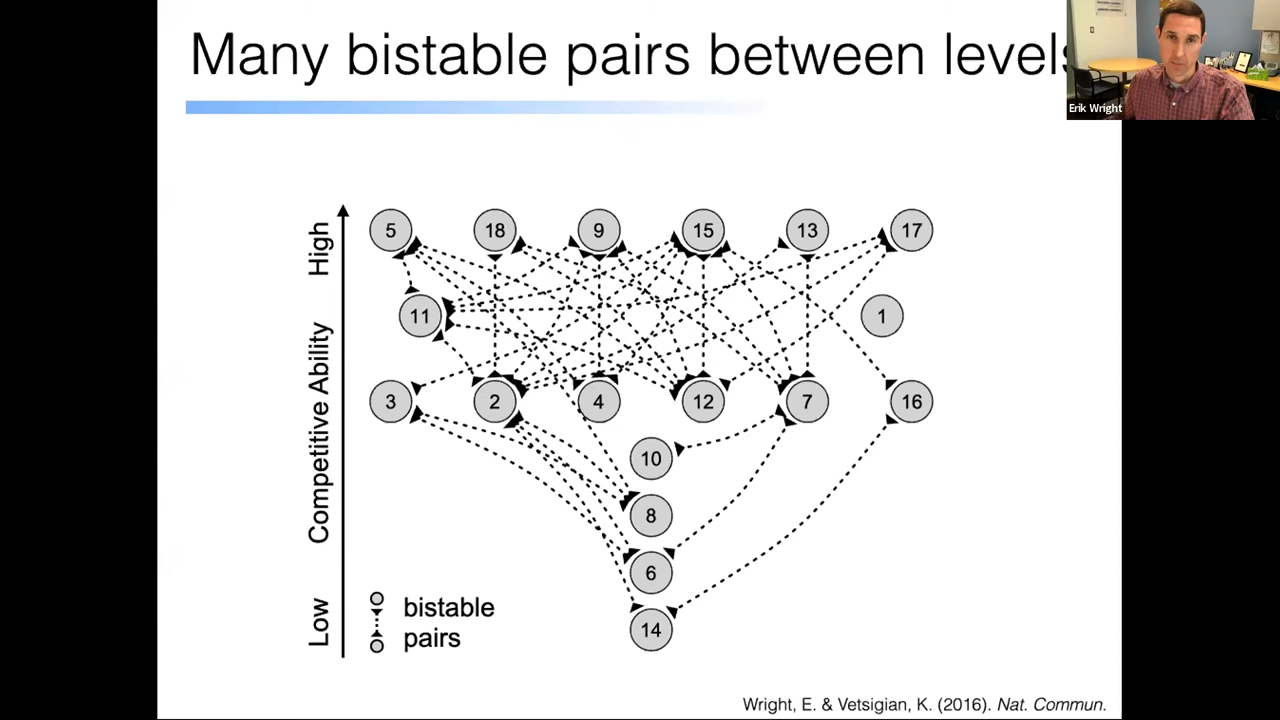 Many bistable pairs between levels
Erik Wright
High
Competitive Ability
Low
5 18 9 15 13 17
11 1
3 2 4 12 7 16
10
8
6
14
bistable
pairs
Wright, E. & Vetsigian, K. (2016). Nat. Commun.